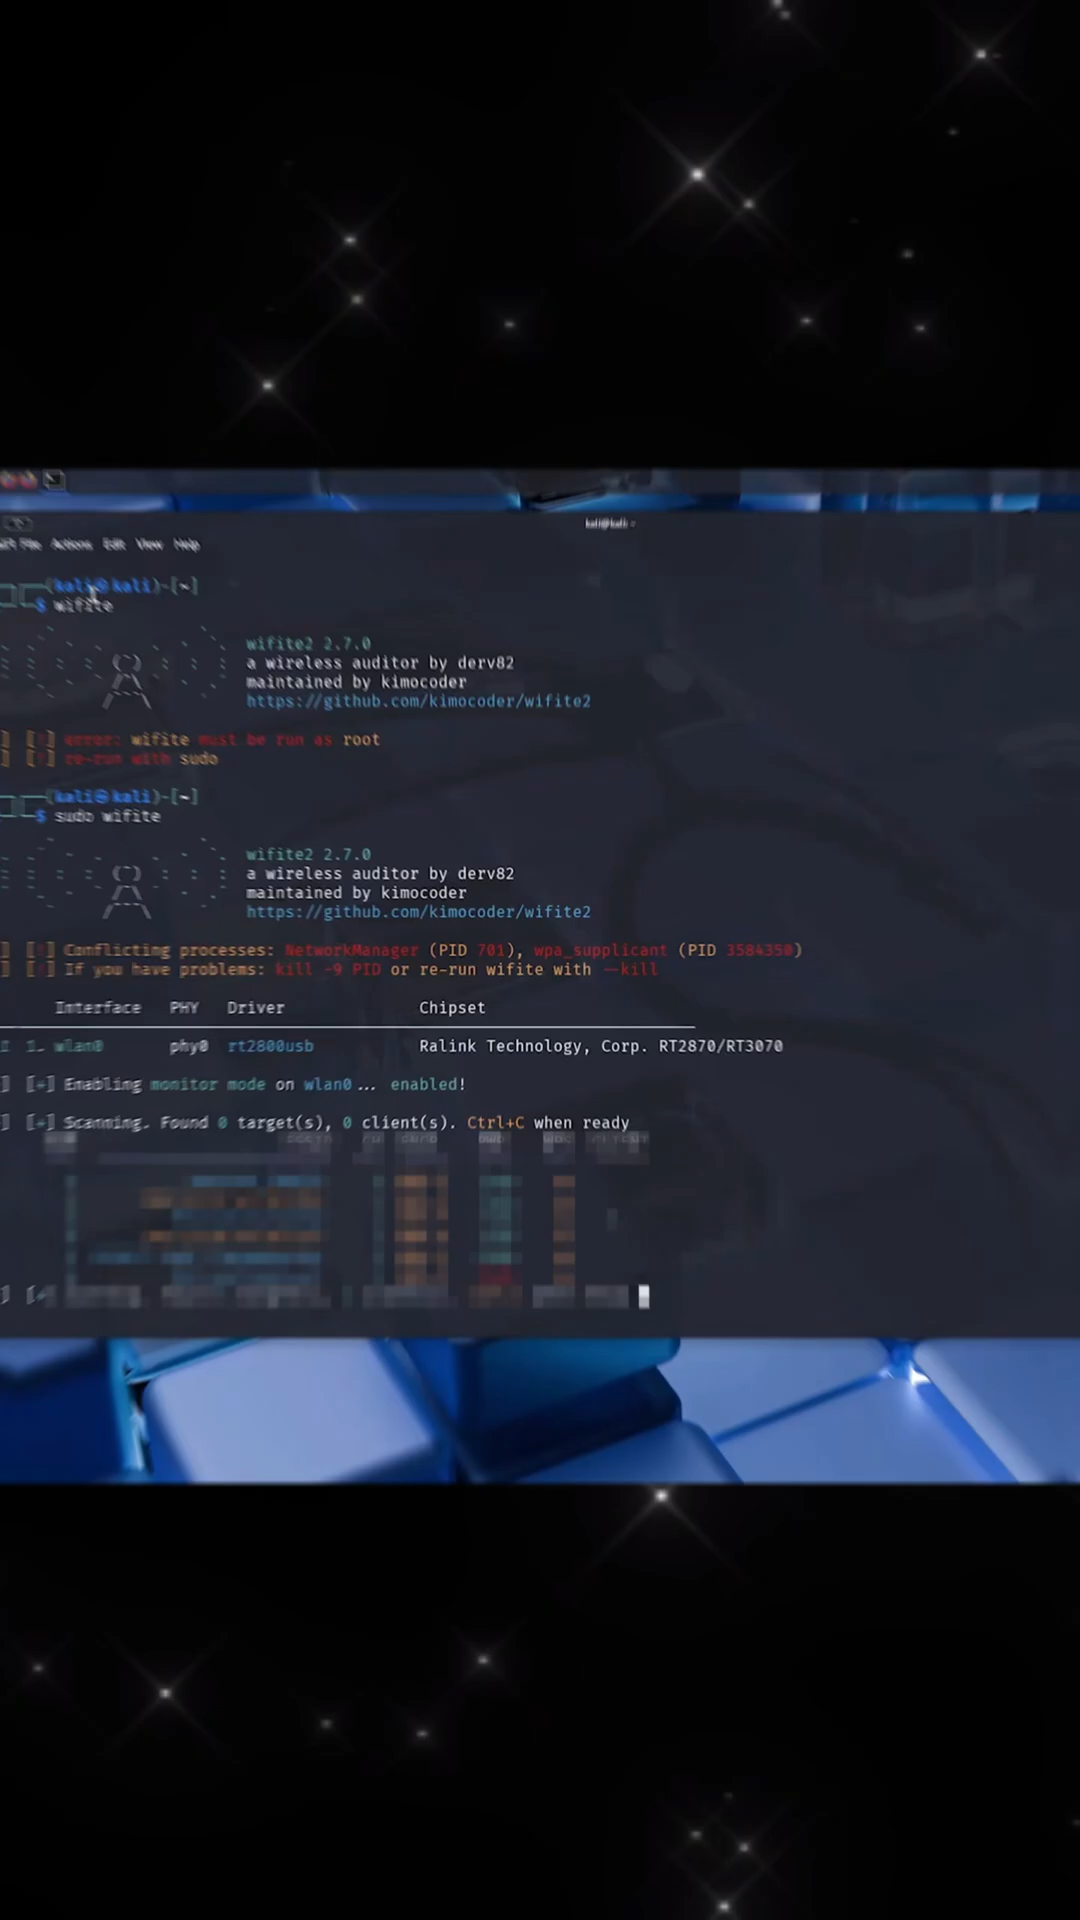 kali@kali: ~
File Actions Edit View Help
(kali㉿kali)-[~]
$ wifite
wifite2 2.7.0
a wireless auditor by derv82
maintained by kimocoder
https://github.com/kimocoder/wifite2
[!] error: wifite must be run as root
[!] re-run with sudo
(kali㉿kali)-[~]
$ sudo wifite
wifite2 2.7.0
a wireless auditor by derv82
maintained by kimocoder
https://github.com/kimocoder/wifite2
[!] Conflicting processes: NetworkManager (PID 701), wpa_supplicant (PID 3584350)
[!] If you have problems: kill -9 PID or re-run wifite with --kill
Interface PHY Driver Chipset
1. wlan0 phy0 rt2800usb Ralink Technology, Corp. RT2870/RT3070
[+] Enabling monitor mode on wlan0... enabled!
[+] Scanning. Found 0 target(s), 0 client(s). Ctrl+C when ready